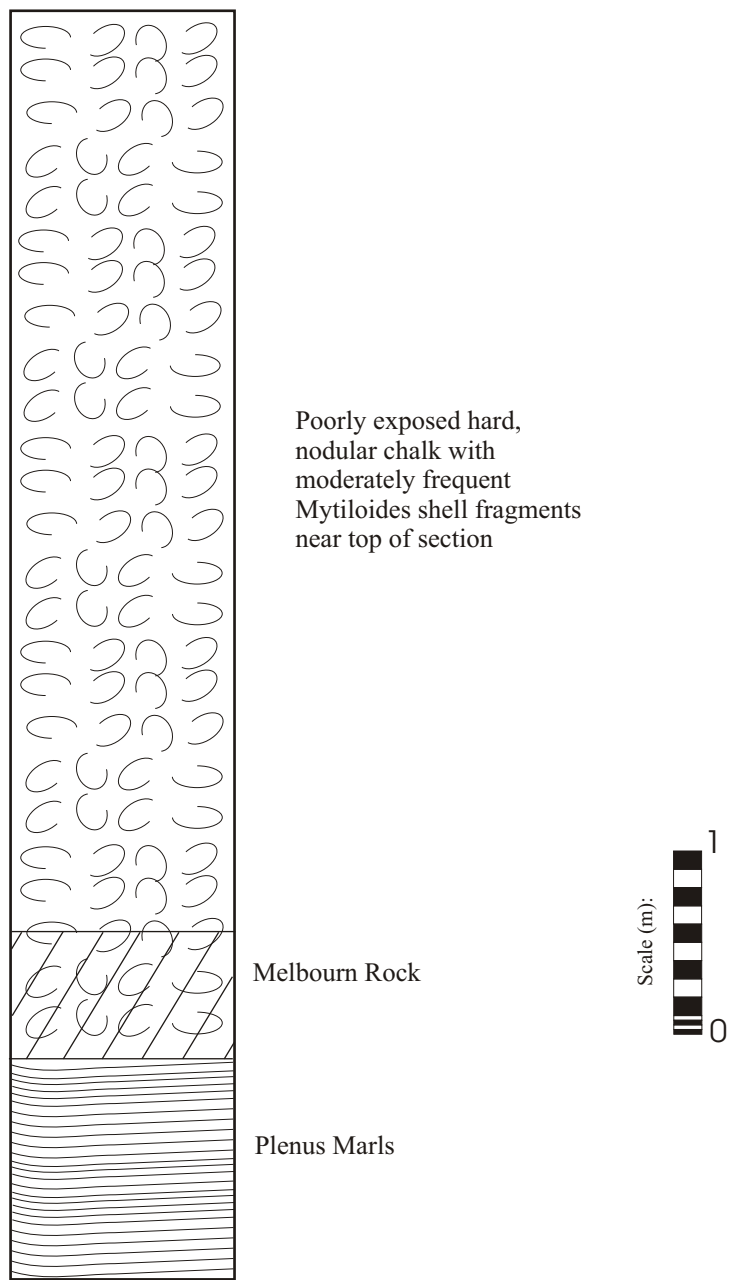 Poorly exposed hard,
nodular chalk with
moderately frequent
Mytiloides shell fragments
near top of section
1
Scale (m):
Melbourn Rock
0
Plenus Marls